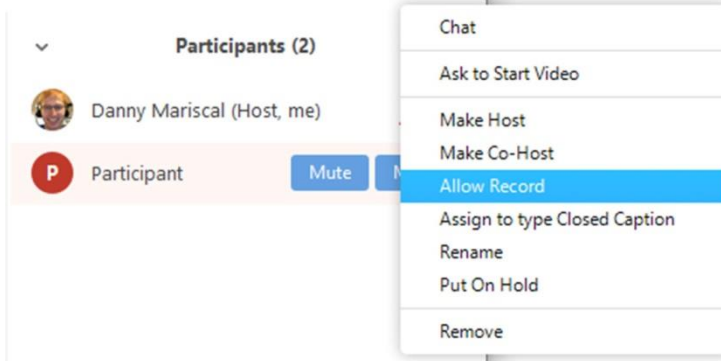 Participants (2)
Danny Mariscal (Host, me)
P
Participant
Mute
Chat
Ask to Start Video
Make Host
Make Co-Host
Allow Record
Assign to type Closed Caption
Rename
Put On Hold
Remove